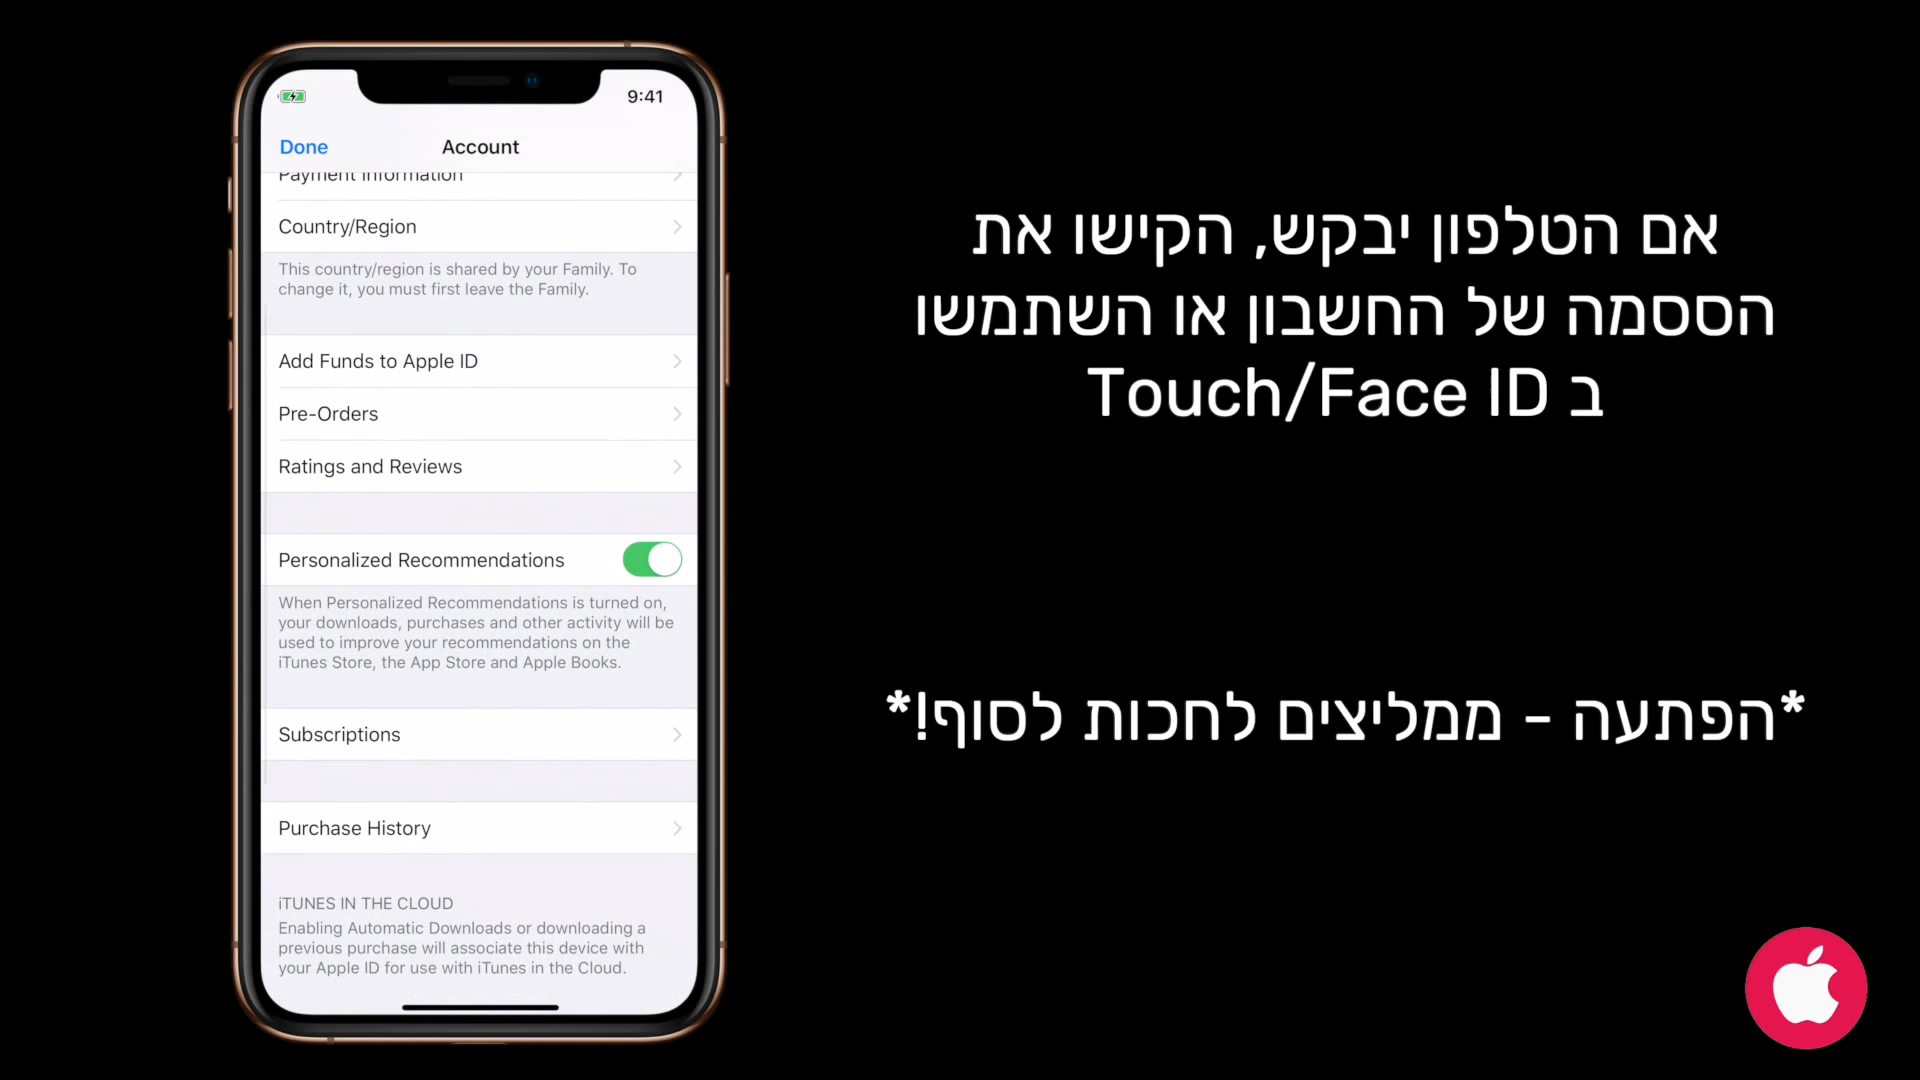 9:41
Done
Account
Payment Information
Country/Region
This country/region is shared by your Family. To
change it, you must first leave the Family.
Add Funds to Apple ID
Pre-Orders
Ratings and Reviews
Personalized Recommendations
When Personalized Recommendations is turned on,
your downloads, purchases and other activity will be
used to improve your recommendations on the
iTunes Store, the App Store and Apple Books.
Subscriptions
Purchase History
iTUNES IN THE CLOUD
Enabling Automatic Downloads or downloading a
previous purchase will associate this device with
your Apple ID for use with iTunes in the Cloud.
אם הטלפון יבקש, הקישו את
הססמה של החשבון או השתמשו
ב Touch/Face ID
*הפתעה - ממליצים לחכות לסוף!*